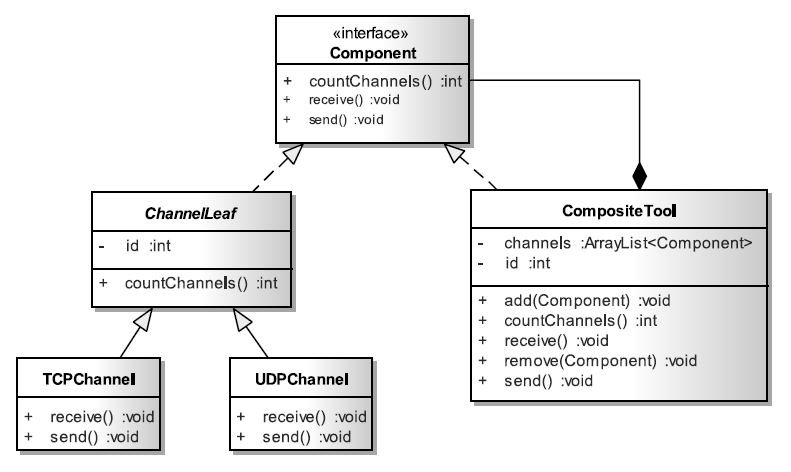 «interface»
Component
+ countChannels() :int
+ receive() :void
+ send() :void
ChannelLeaf
- id :int
+ countChannels() :int
CompositeTool
- channels :ArrayList<Component>
- id :int
+ add(Component) :void
+ countChannels() :int
+ receive() :void
+ remove(Component) :void
+ send() :void
TCPChannel
+ receive() :void
+ send() :void
UDPChannel
+ receive() :void
+ send() :void